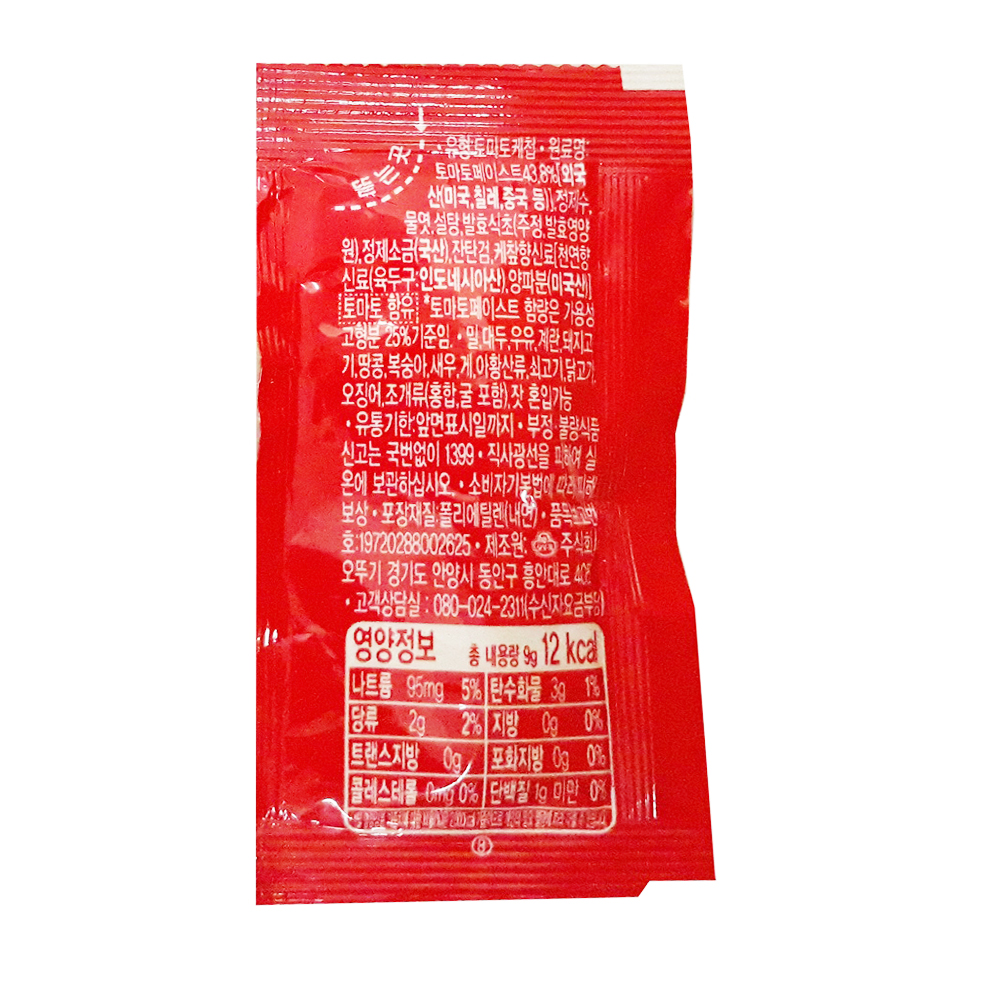 뜯는곳
• 유형:토마토케첩 • 원료명:
토마토페이스트43.8%{외국
산(미국,칠레,중국 등)},정제수,
물엿,설탕,발효식초(주정,발효영양
원),정제소금(국산),잔탄검,케찹향신료[천연향
신료(육두구:인도네시아산),양파분(미국산)]
토마토 함유 *토마토페이스트 함량은 가용성
고형분 25%기준임. • 밀,대두,우유,계란,돼지고
기,땅콩,복숭아,새우,게,아황산류,쇠고기,닭고기,
오징어,조개류(홍합,굴 포함),잣 혼입가능
• 유통기한:앞면표시일까지 • 부정·불량식품
신고는 국번없이 1399 • 직사광선을 피하여 실
온에 보관하십시오. • 소비자기본법에 따라 피해
보상 • 포장재질:폴리에틸렌(내면) • 품목보고번
호:19720288002625 • 제조원: 주식회사
오뚜기 경기도 안양시 동안구 흥안대로 405
• 고객상담실 : 080-024-2311(수신자요금부담)
영양정보 총 내용량 9g 12 kcal
나트륨 95mg 5% 탄수화물 3g 1%
당류 2g 2% 지방 0g 0%
트랜스지방 0g 포화지방 0g 0%
콜레스테롤 0mg 0% 단백질 1g 미만 0%